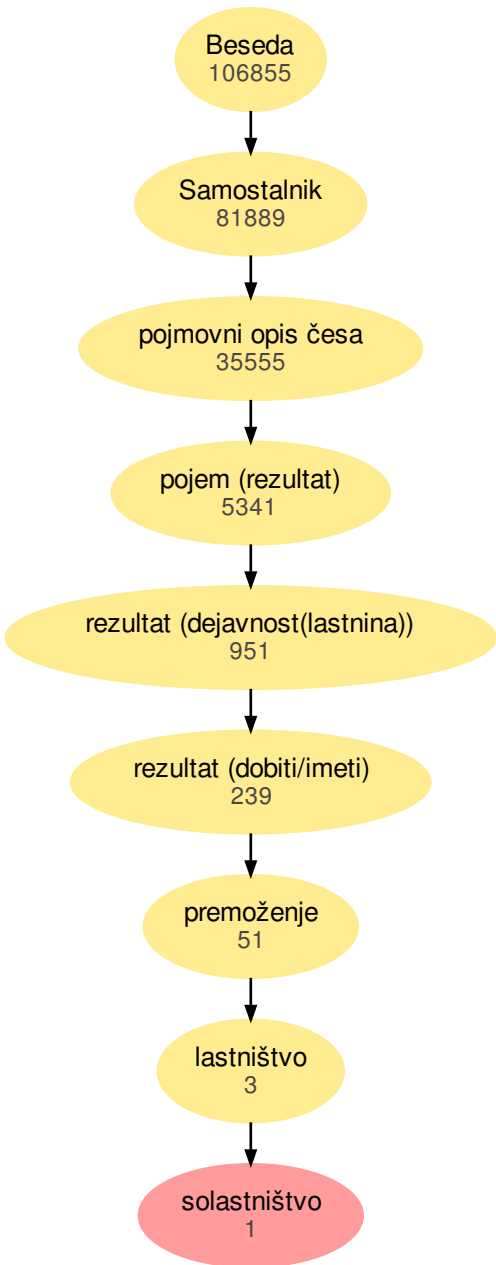 Beseda
106855
Samostalnik
81889
pojmovni opis česa
35555
pojem (rezultat)
5341
rezultat (dejavnost(lastnina))
951
rezultat (dobiti/imeti)
239
premoženje
51
lastništvo
3
solastništvo
1